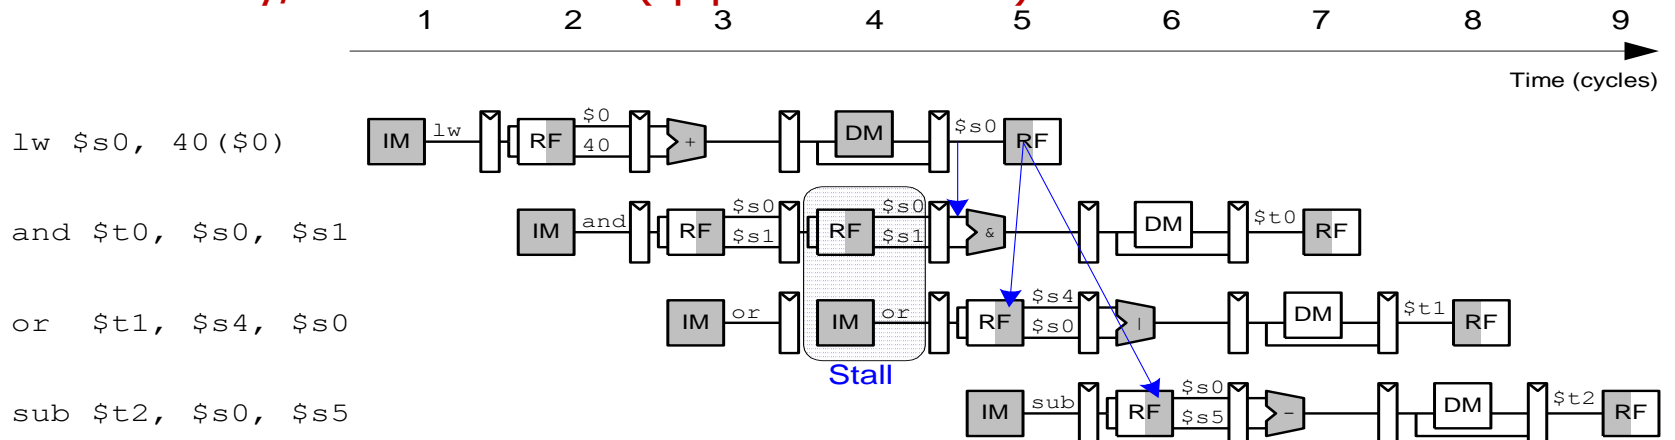 1 2 3 4 5 6 7 8 9
Time (cycles)
lw $s0, 40($0) IM lw RF $0 40 + DM $s0 RF
and $t0, $s0, $s1 IM and RF $s0 $s1 RF $s0 $s1 & DM $t0 RF
or $t1, $s4, $s0 IM or IM or RF $s4 $s0 | DM $t1 RF
Stall
sub $t2, $s0, $s5 IM sub RF $s0 $s5 - DM $t2 RF